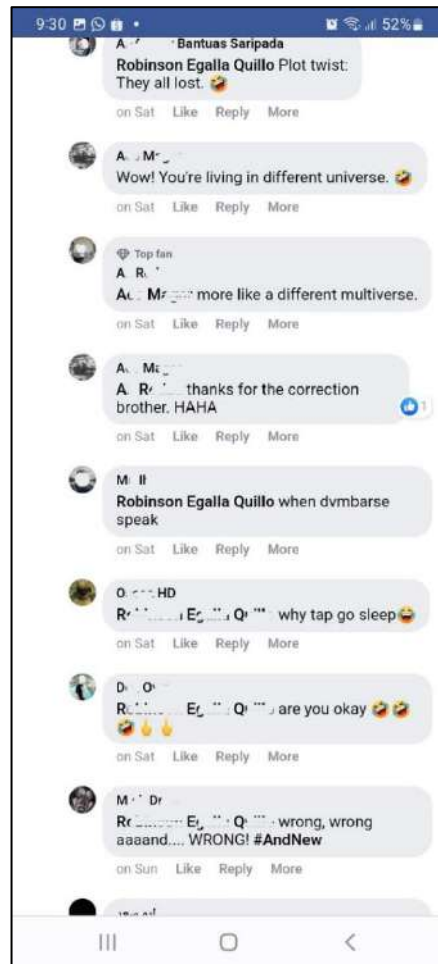 9:30
52%
Bantuas Saripada
Robinson Egalla Quillo Plot twist:
They all lost. 🤣
on Sat Like Reply More
Wow! You're living in different universe. 🤣
on Sat Like Reply More
Top fan
more like a different multiverse.
on Sat Like Reply More
thanks for the correction
brother. HAHA
1
on Sat Like Reply More
Robinson Egalla Quillo when dvmbarse
speak
on Sat Like Reply More
HD
why tap go sleep😂
on Sat Like Reply More
are you okay 🤣🤣
🤣🖕🖕
on Sat Like Reply More
wrong, wrong
aaaand.... WRONG! #AndNew
on Sun Like Reply More